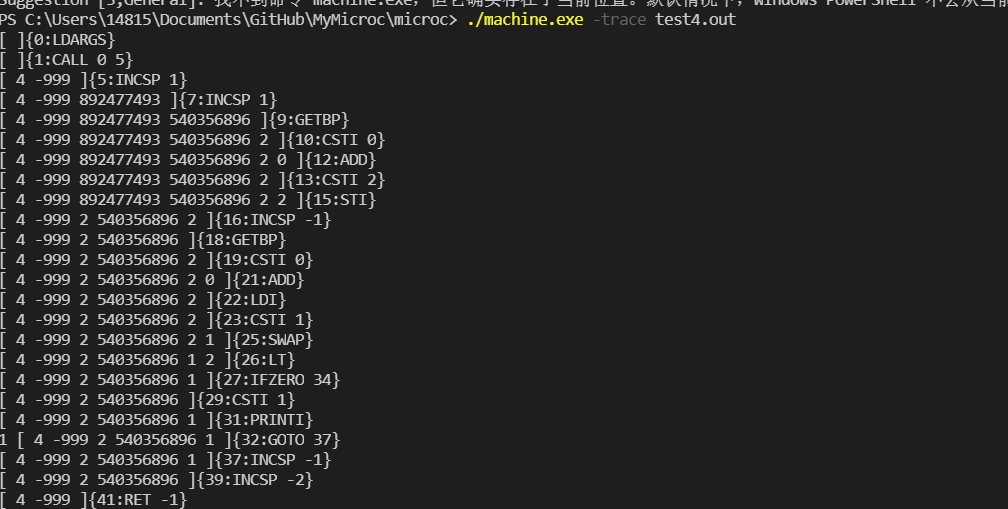 Suggestion [3,General]: 找不到命令 machine.exe，但它确实存在于当前位置。默认情况下，Windows PowerShell 不会从当前
PS C:\Users\14815\Documents\GitHub\MyMicroc\microc> ./machine.exe -trace test4.out
[ ]{0:LDARGS}
[ ]{1:CALL 0 5}
[ 4 -999 ]{5:INCSP 1}
[ 4 -999 892477493 ]{7:INCSP 1}
[ 4 -999 892477493 540356896 ]{9:GETBP}
[ 4 -999 892477493 540356896 2 ]{10:CSTI 0}
[ 4 -999 892477493 540356896 2 0 ]{12:ADD}
[ 4 -999 892477493 540356896 2 ]{13:CSTI 2}
[ 4 -999 892477493 540356896 2 2 ]{15:STI}
[ 4 -999 2 540356896 2 ]{16:INCSP -1}
[ 4 -999 2 540356896 ]{18:GETBP}
[ 4 -999 2 540356896 2 ]{19:CSTI 0}
[ 4 -999 2 540356896 2 0 ]{21:ADD}
[ 4 -999 2 540356896 2 ]{22:LDI}
[ 4 -999 2 540356896 2 ]{23:CSTI 1}
[ 4 -999 2 540356896 2 1 ]{25:SWAP}
[ 4 -999 2 540356896 1 2 ]{26:LT}
[ 4 -999 2 540356896 1 ]{27:IFZERO 34}
[ 4 -999 2 540356896 ]{29:CSTI 1}
[ 4 -999 2 540356896 1 ]{31:PRINTI}
1 [ 4 -999 2 540356896 1 ]{32:GOTO 37}
[ 4 -999 2 540356896 1 ]{37:INCSP -1}
[ 4 -999 2 540356896 ]{39:INCSP -2}
[ 4 -999 ]{41:RET -1}